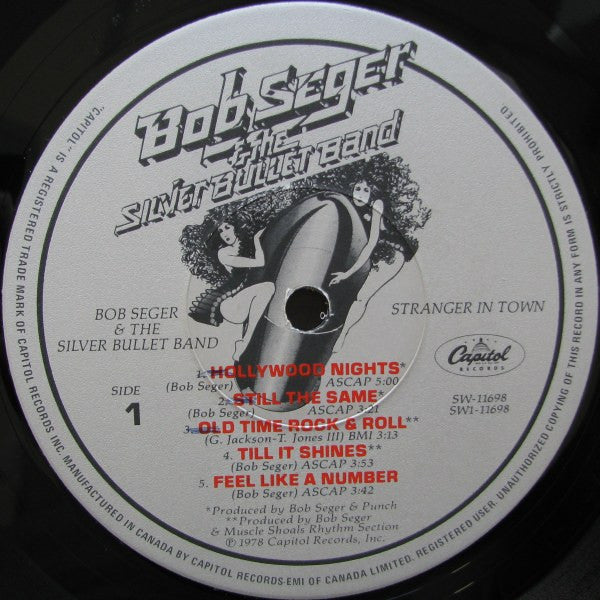 Bob Seger
& the
Silver Bullet Band
BOB SEGER
& THE
SILVER BULLET BAND
STRANGER IN TOWN
Capitol
RECORDS
SIDE
1
SW-11698
SW1-11698
1. HOLLYWOOD NIGHTS*
(Bob Seger) ASCAP 5:00
2. STILL THE SAME*
(Bob Seger) ASCAP 3:21
3. OLD TIME ROCK & ROLL**
(G. Jackson-T. Jones III) BMI 3:13
4. TILL IT SHINES**
(Bob Seger) ASCAP 3:53
5. FEEL LIKE A NUMBER
(Bob Seger) ASCAP 3:42
*Produced by Bob Seger & Punch
**Produced by Bob Seger
& Muscle Shoals Rhythm Section
℗ 1978 Capitol Records, Inc.
"CAPITOL" IS A REGISTERED TRADE MARK OF CAPITOL RECORDS INC. MANUFACTURED IN CANADA BY CAPITOL RECORDS-EMI OF CANADA LIMITED. REGISTERED USER. UNAUTHORIZED COPYING OF THIS RECORD IN ANY FORM IS STRICTLY PROHIBITED.